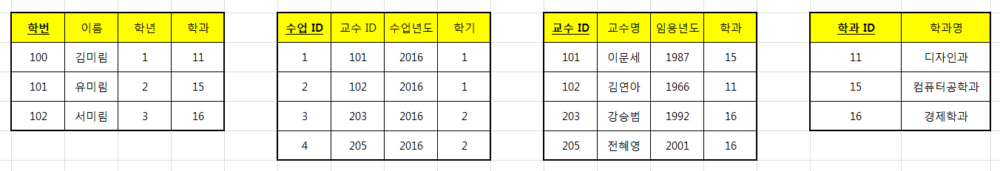 학번 이름 학년 학과 수업 ID 교수 ID 수업년도 학기 교수 ID 교수명 임용년도 학과 학과 ID 학과명
100 김미림 1 11 1 101 2016 1 101 이문세 1987 15 11 디자인과
101 유미림 2 15 2 102 2016 1 102 김연아 1966 11 15 컴퓨터공학과
102 서미림 3 16 3 203 2016 2 203 강승범 1992 16 16 경제학과
4 205 2016 2 205 전혜영 2001 16